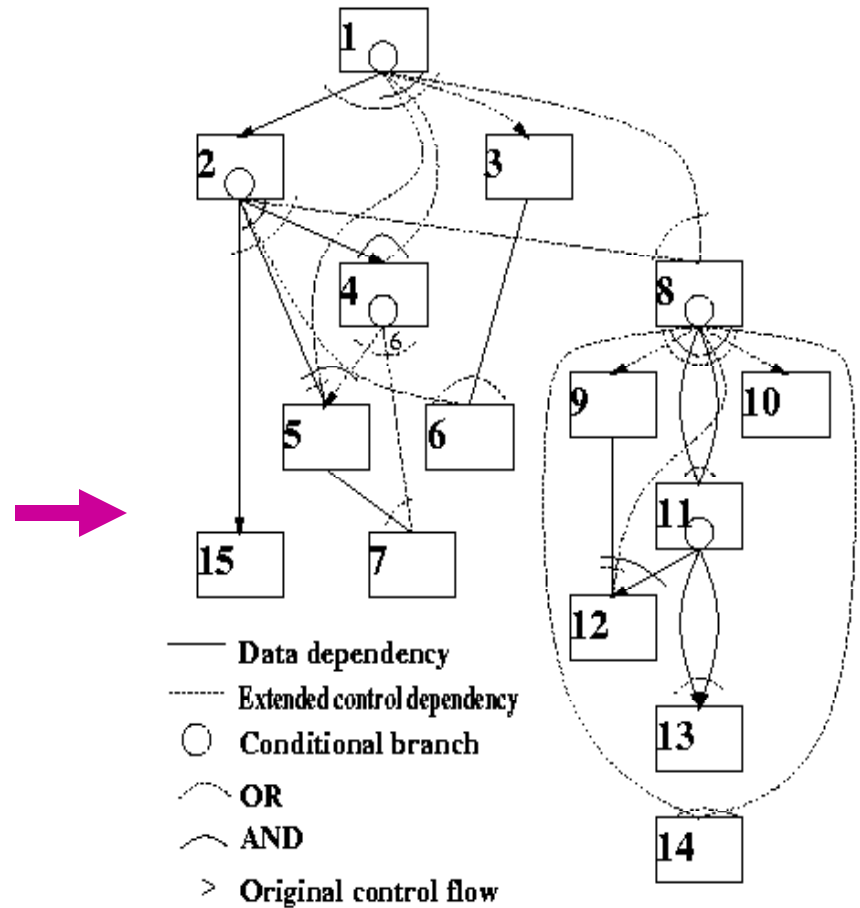 1
2
3
4
8
6
9
10
5
6
11
15
7
12
Data dependency
Extended control dependency
Conditional branch
13
OR
AND
14
Original control flow